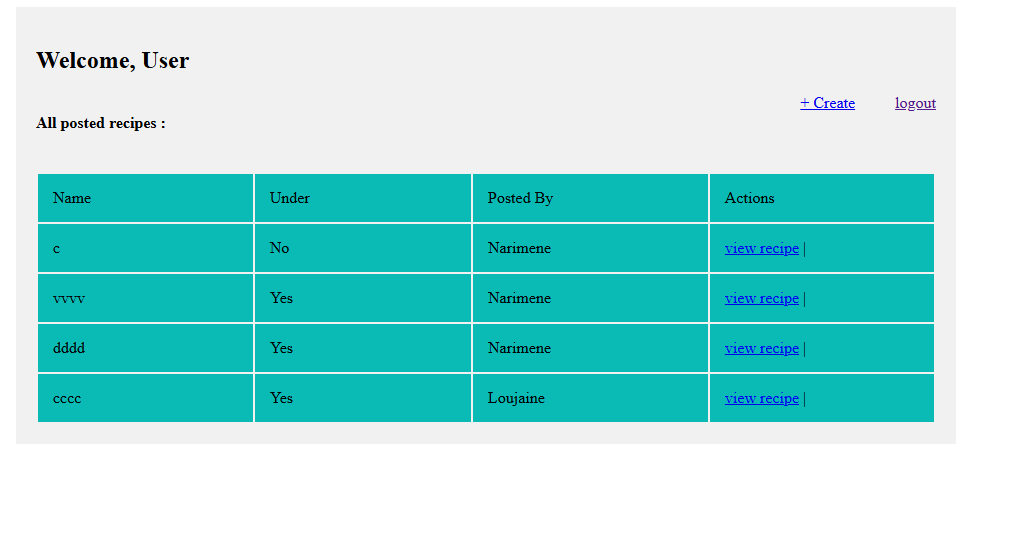 Welcome, User
+ Create logout
All posted recipes :
Name Under Posted By Actions
c No Narimene view recipe |
vvvv Yes Narimene view recipe |
dddd Yes Narimene view recipe |
cccc Yes Loujaine view recipe |